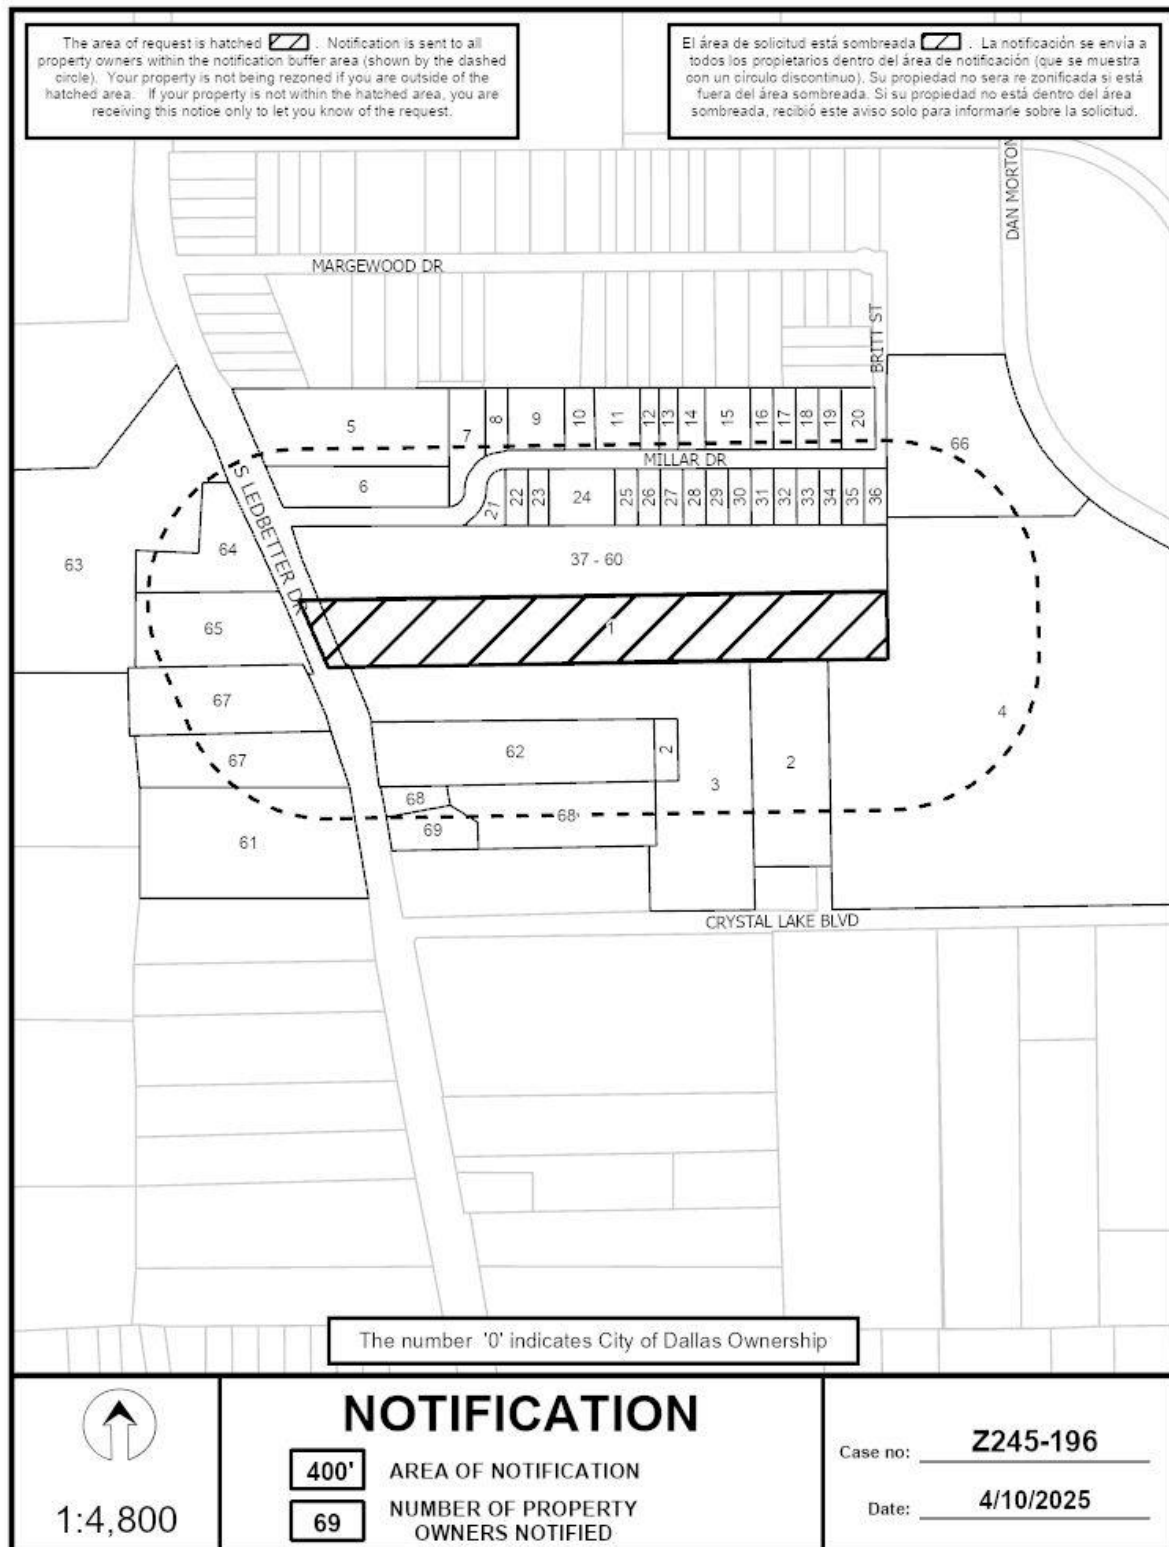 The area of request is hatched . Notification is sent to all
property owners within the notification buffer area (shown by the dashed
circle). Your property is not being rezoned if you are outside of the
hatched area. If your property is not within the hatched area, you are
receiving this notice only to let you know of the request.
El área de solicitud está sombreada . La notificación se envía a
todos los propietarios dentro del área de notificación (que se muestra
con un círculo discontinuo). Su propiedad no sera re zonificada si está
fuera del área sombreada. Si su propiedad no está dentro del área
sombreada, recibió este aviso solo para informarle sobre la solicitud.
DAN MORTON
MARGEWOOD DR
BRITT ST
5
7
8
9
10
11
12
13
14
15
16
17
18
19
20
66
MILLAR DR
S LEDBETTER DR
6
21
22
23
24
25
26
27
28
29
30
31
32
33
34
35
36
63
64
37 - 60
65
1
67
4
62
2
3
2
67
68
68
69
61
CRYSTAL LAKE BLVD
The number '0' indicates City of Dallas Ownership
1:4,800
NOTIFICATION
400' AREA OF NOTIFICATION
69 NUMBER OF PROPERTY
OWNERS NOTIFIED
Case no: Z245-196
Date: 4/10/2025